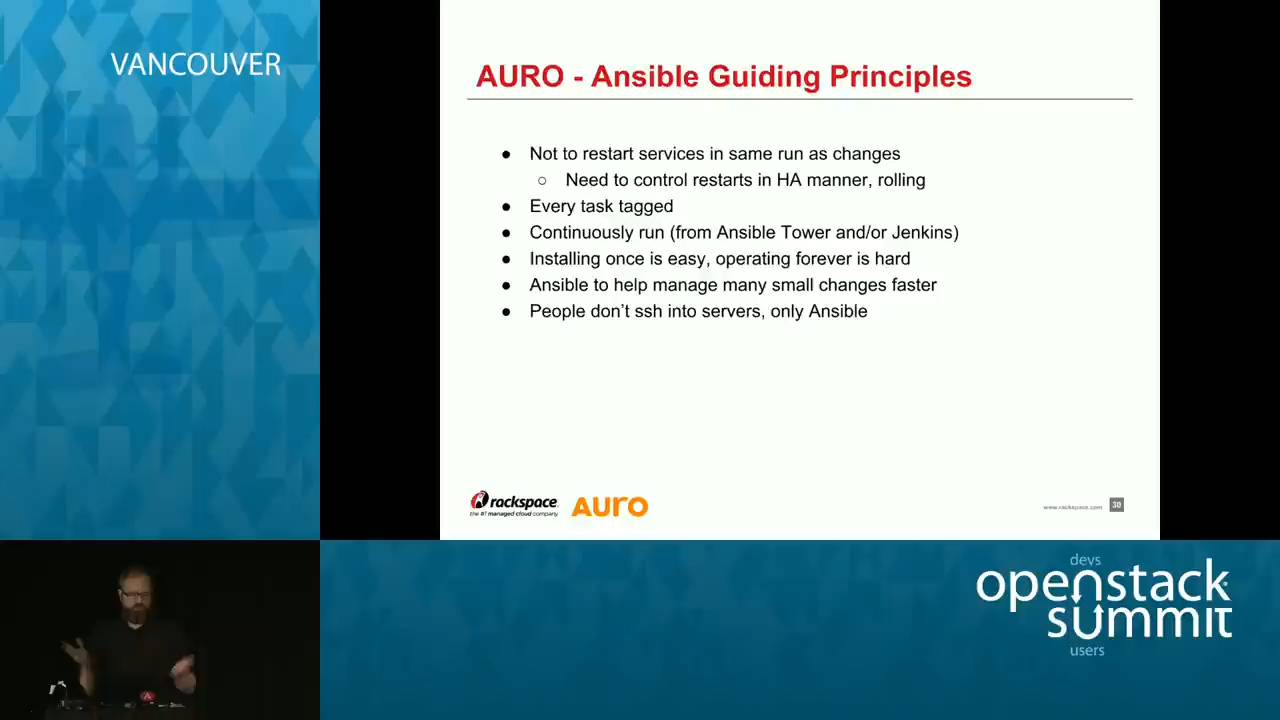 VANCOUVER
AURO - Ansible Guiding Principles
● Not to restart services in same run as changes
○ Need to control restarts in HA manner, rolling
● Every task tagged
● Continuously run (from Ansible Tower and/or Jenkins)
● Installing once is easy, operating forever is hard
● Ansible to help manage many small changes faster
● People don't ssh into servers, only Ansible
rackspace
the #1 managed cloud company
AURO
www.rackspace.com
30
devs
openstack
summit
users